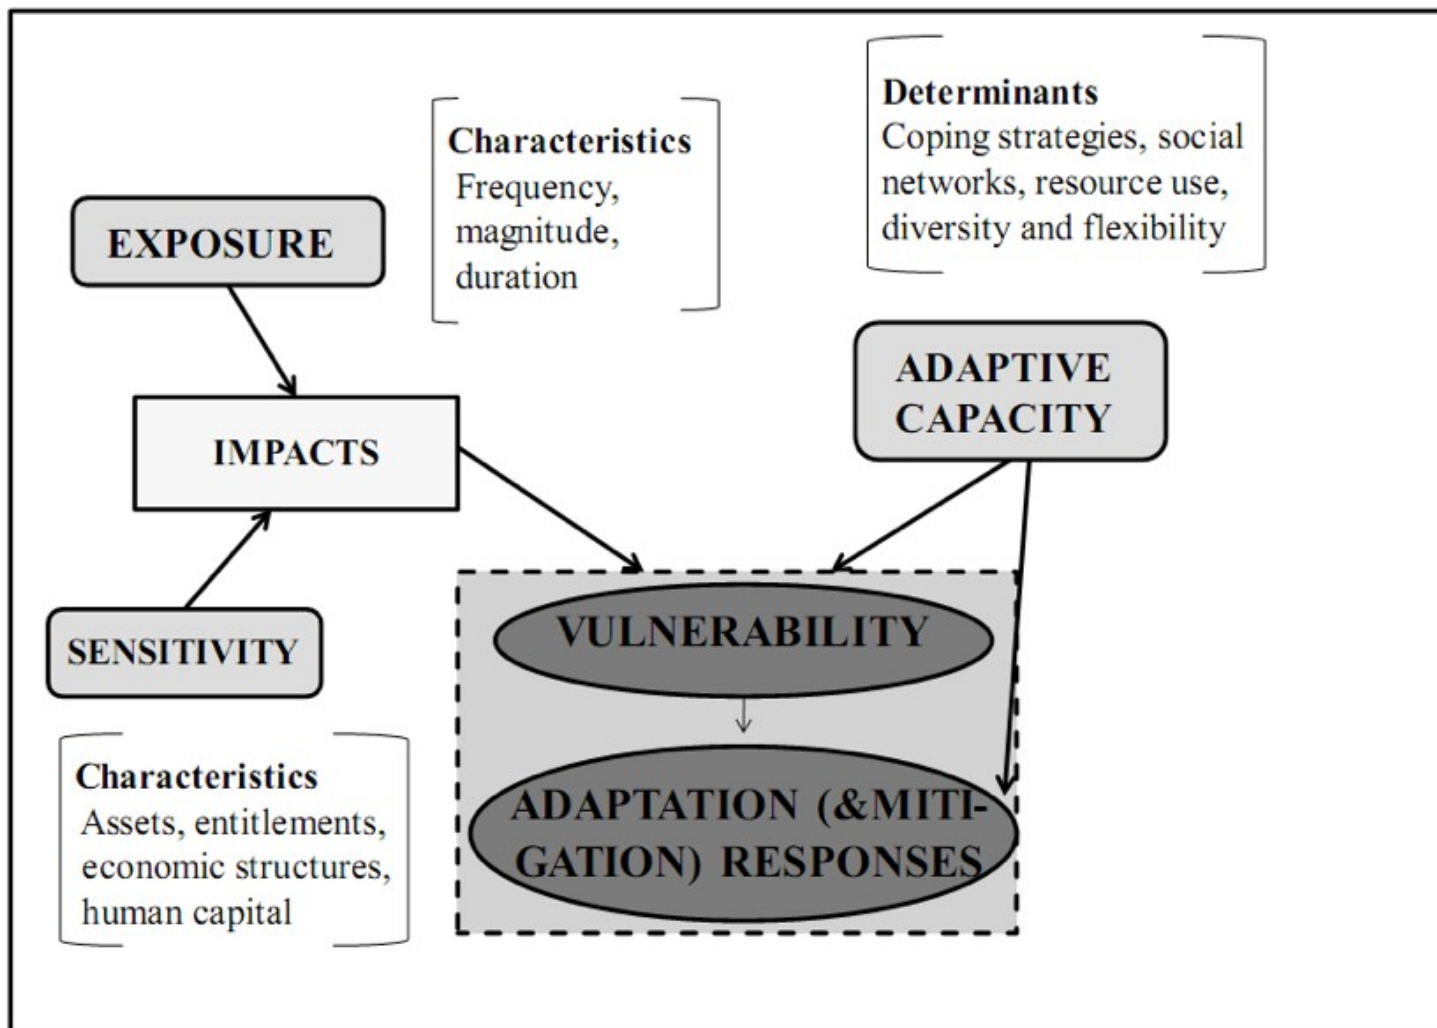 Determinants
Coping strategies, social
networks, resource use,
diversity and flexibility
Characteristics
Frequency,
magnitude,
duration
EXPOSURE
ADAPTIVE
CAPACITY
IMPACTS
SENSITIVITY
Characteristics
Assets, entitlements,
economic structures,
human capital
VULNERABILITY
ADAPTATION (&MITI-
GATION) RESPONSES